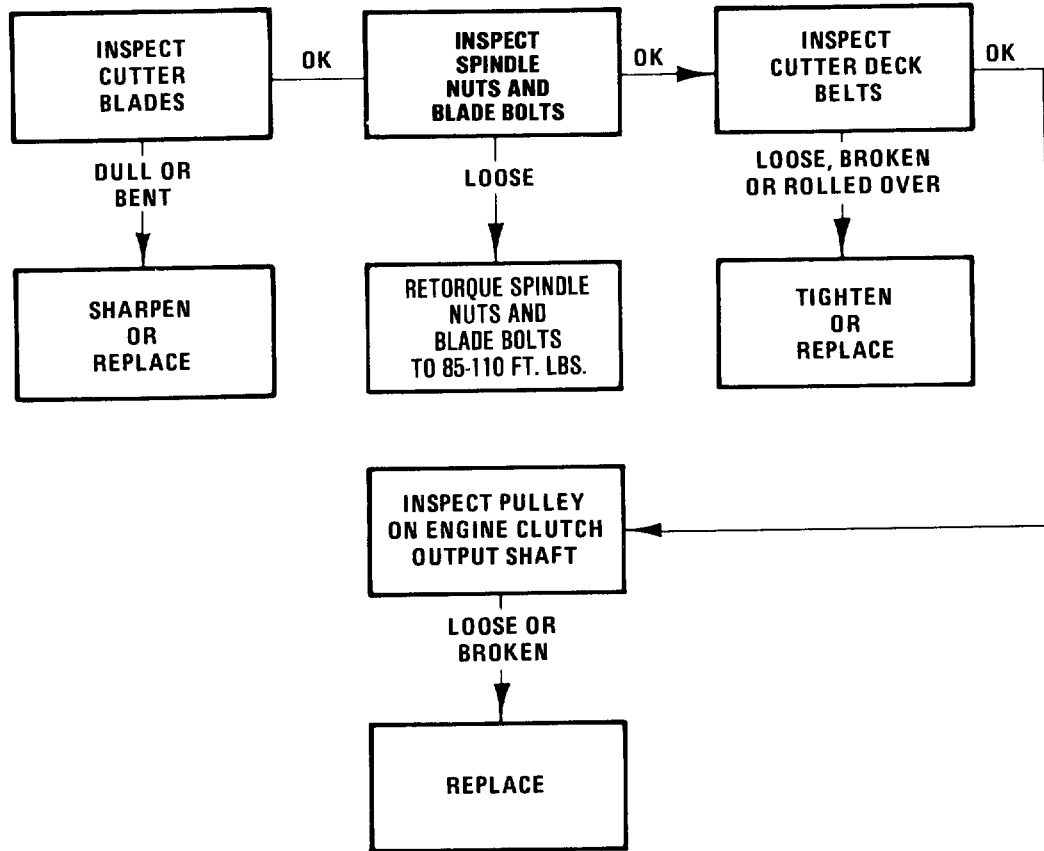 INSPECT
CUTTER
BLADES
OK
INSPECT
SPINDLE
NUTS AND
BLADE BOLTS
OK
INSPECT
CUTTER DECK
BELTS
OK
DULL OR
BENT
LOOSE
LOOSE, BROKEN
OR ROLLED OVER
SHARPEN
OR
REPLACE
RETORQUE SPINDLE
NUTS AND
BLADE BOLTS
TO 85-110 FT. LBS.
TIGHTEN
OR
REPLACE
INSPECT PULLEY
ON ENGINE CLUTCH
OUTPUT SHAFT
LOOSE OR
BROKEN
REPLACE